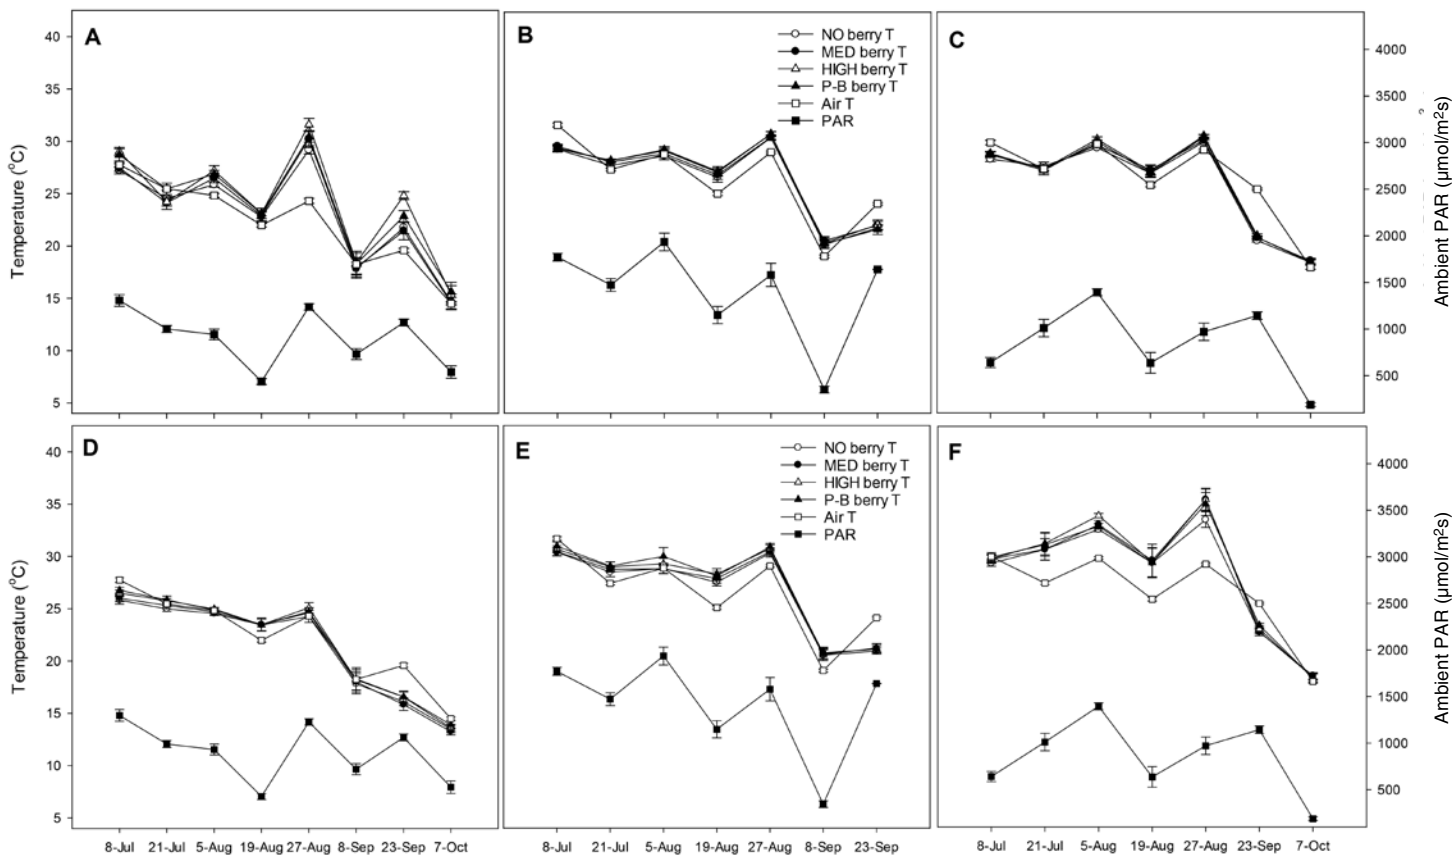 A
B
C
NO berry T
MED berry T
HIGH berry T
P-B berry T
Air T
PAR
40
35
30
25
20
15
10
5
Temperature (°C)
4000
3500
3000
2500
2000
1500
1000
500
Ambient PAR (µmol/m²s)
D
E
F
NO berry T
MED berry T
HIGH berry T
P-B berry T
Air T
PAR
40
35
30
25
20
15
10
5
Temperature (°C)
4000
3500
3000
2500
2000
1500
1000
500
Ambient PAR (µmol/m²s)
8-Jul 21-Jul 5-Aug 19-Aug 27-Aug 8-Sep 23-Sep 7-Oct
8-Jul 21-Jul 5-Aug 19-Aug 27-Aug 8-Sep 23-Sep
8-Jul 21-Jul 5-Aug 19-Aug 27-Aug 23-Sep 7-Oct